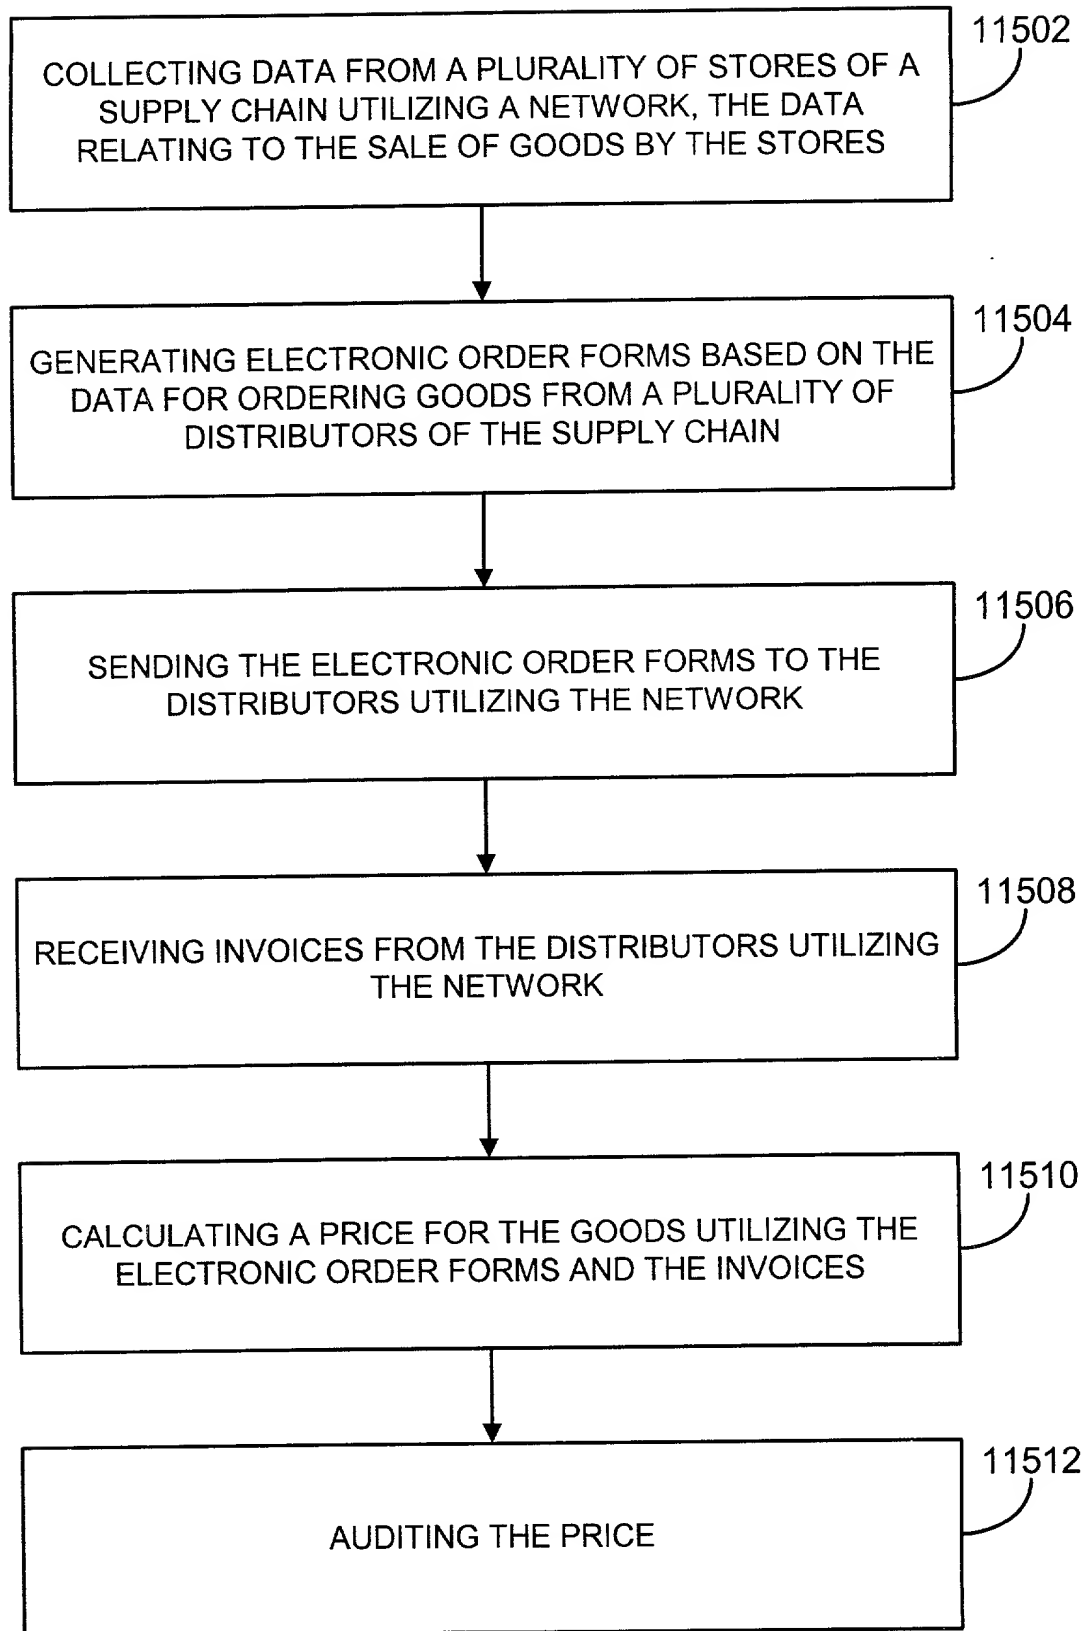 11502
COLLECTING DATA FROM A PLURALITY OF STORES OF A
SUPPLY CHAIN UTILIZING A NETWORK, THE DATA
RELATING TO THE SALE OF GOODS BY THE STORES
11504
GENERATING ELECTRONIC ORDER FORMS BASED ON THE
DATA FOR ORDERING GOODS FROM A PLURALITY OF
DISTRIBUTORS OF THE SUPPLY CHAIN
11506
SENDING THE ELECTRONIC ORDER FORMS TO THE
DISTRIBUTORS UTILIZING THE NETWORK
11508
RECEIVING INVOICES FROM THE DISTRIBUTORS UTILIZING
THE NETWORK
11510
CALCULATING A PRICE FOR THE GOODS UTILIZING THE
ELECTRONIC ORDER FORMS AND THE INVOICES
11512
AUDITING THE PRICE